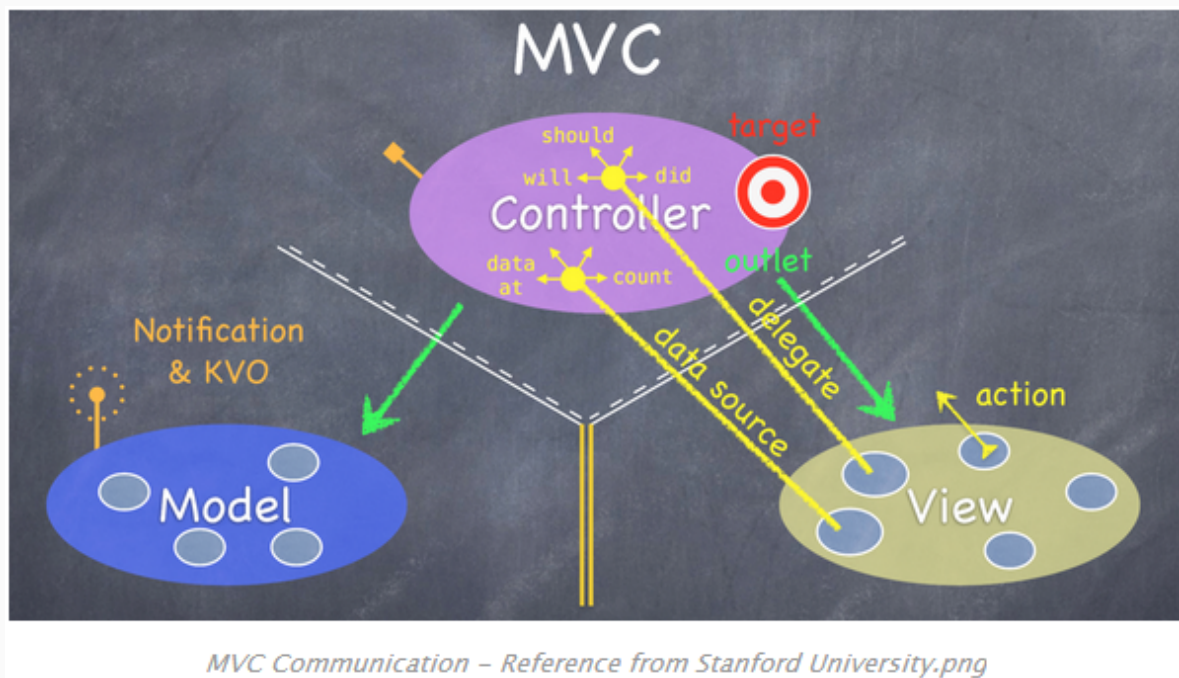 MVC
target
should
will
did
Controller
data
at
count
outlet
Notification
& KVO
delegate
data source
action
Model
View
MVC Communication – Reference from Stanford University.png